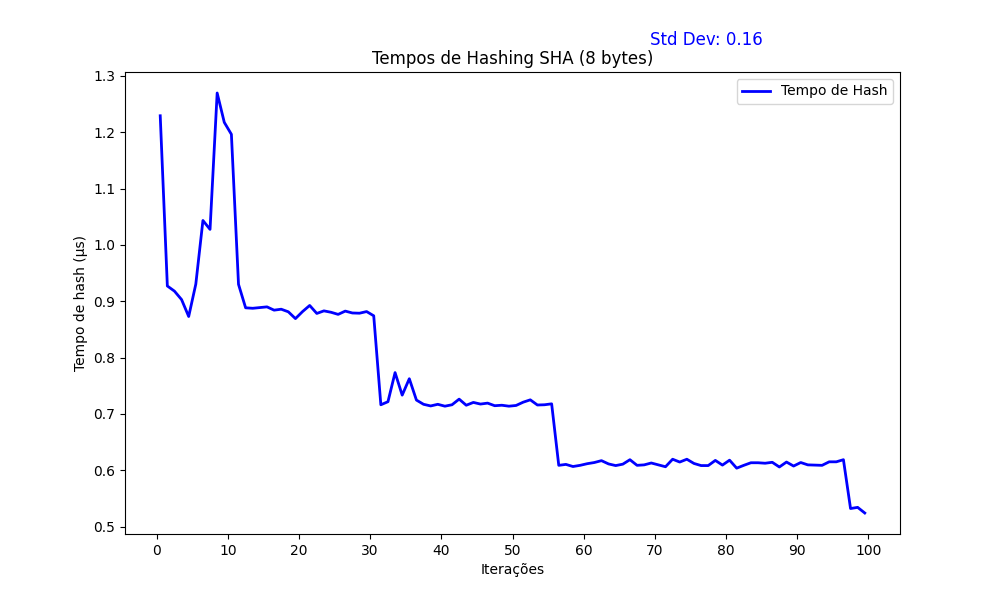 Std Dev: 0.16
Tempos de Hashing SHA (8 bytes)
Tempo de Hash
Tempo de hash (µs)
1.3
1.2
1.1
1.0
0.9
0.8
0.7
0.6
0.5
0 10 20 30 40 50 60 70 80 90 100
Iterações